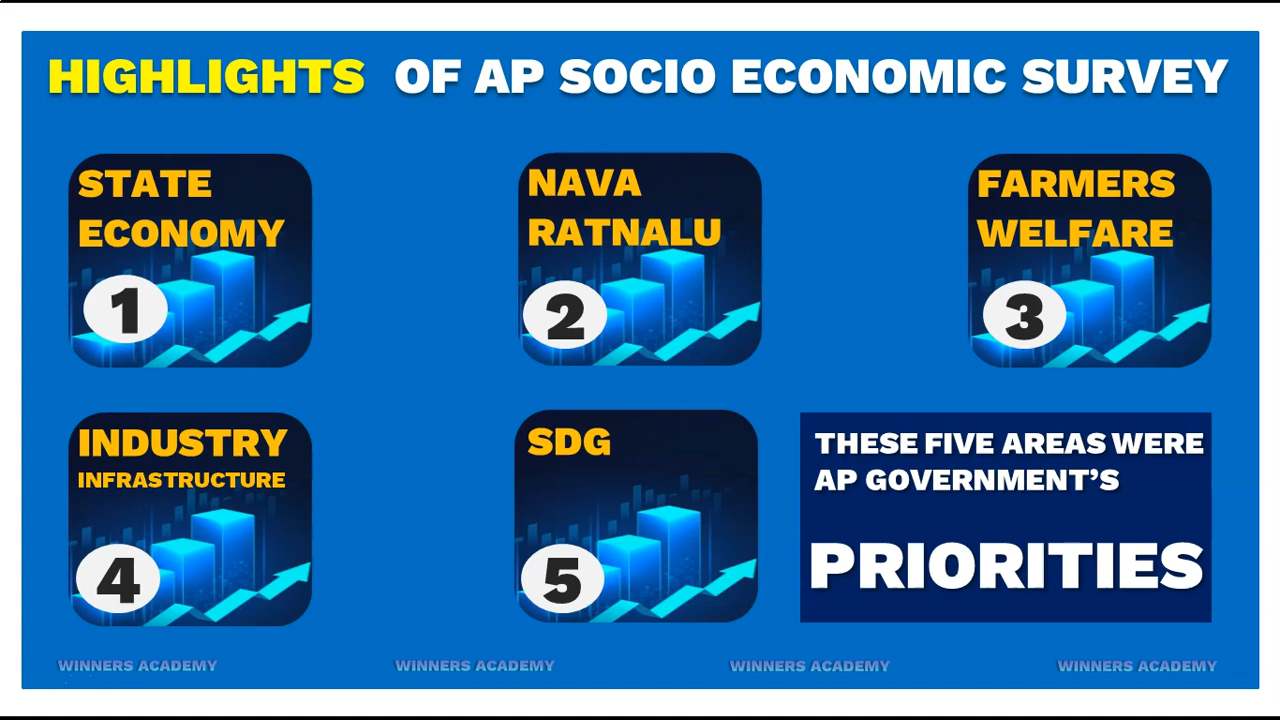 HIGHLIGHTS OF AP SOCIO ECONOMIC SURVEY
STATE
ECONOMY
1
NAVA
RATNALU
2
FARMERS
WELFARE
3
INDUSTRY
INFRASTRUCTURE
4
SDG
5
THESE FIVE AREAS WERE
AP GOVERNMENT'S
PRIORITIES
WINNERS ACADEMY WINNERS ACADEMY WINNERS ACADEMY WINNERS ACADEMY